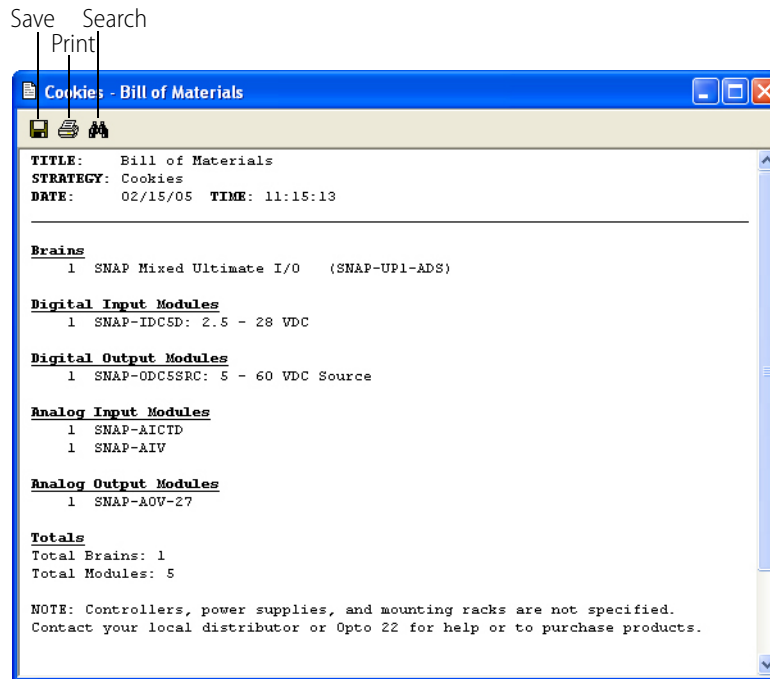 Save Search
Print
Cookies - Bill of Materials
TITLE: Bill of Materials
STRATEGY: Cookies
DATE: 02/15/05 TIME: 11:15:13
Brains
1 SNAP Mixed Ultimate I/O (SNAP-UP1-ADS)
Digital Input Modules
1 SNAP-IDC5D: 2.5 - 28 VDC
Digital Output Modules
1 SNAP-ODC5SRC: 5 - 60 VDC Source
Analog Input Modules
1 SNAP-AICTD
1 SNAP-AIV
Analog Output Modules
1 SNAP-AOV-27
Totals
Total Brains: 1
Total Modules: 5
NOTE: Controllers, power supplies, and mounting racks are not specified.
Contact your local distributor or Opto 22 for help or to purchase products.